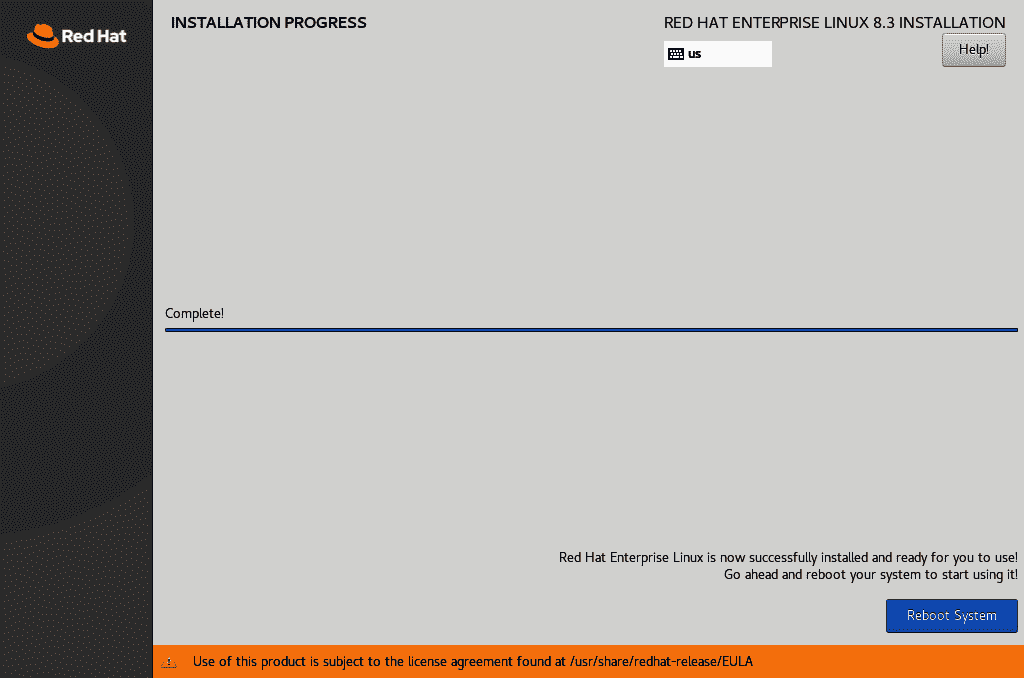 Red Hat
INSTALLATION PROGRESS
RED HAT ENTERPRISE LINUX 8.3 INSTALLATION
us
Help!
Complete!
Red Hat Enterprise Linux is now successfully installed and ready for you to use!
Go ahead and reboot your system to start using it!
Reboot System
Use of this product is subject to the license agreement found at /usr/share/redhat-release/EULA